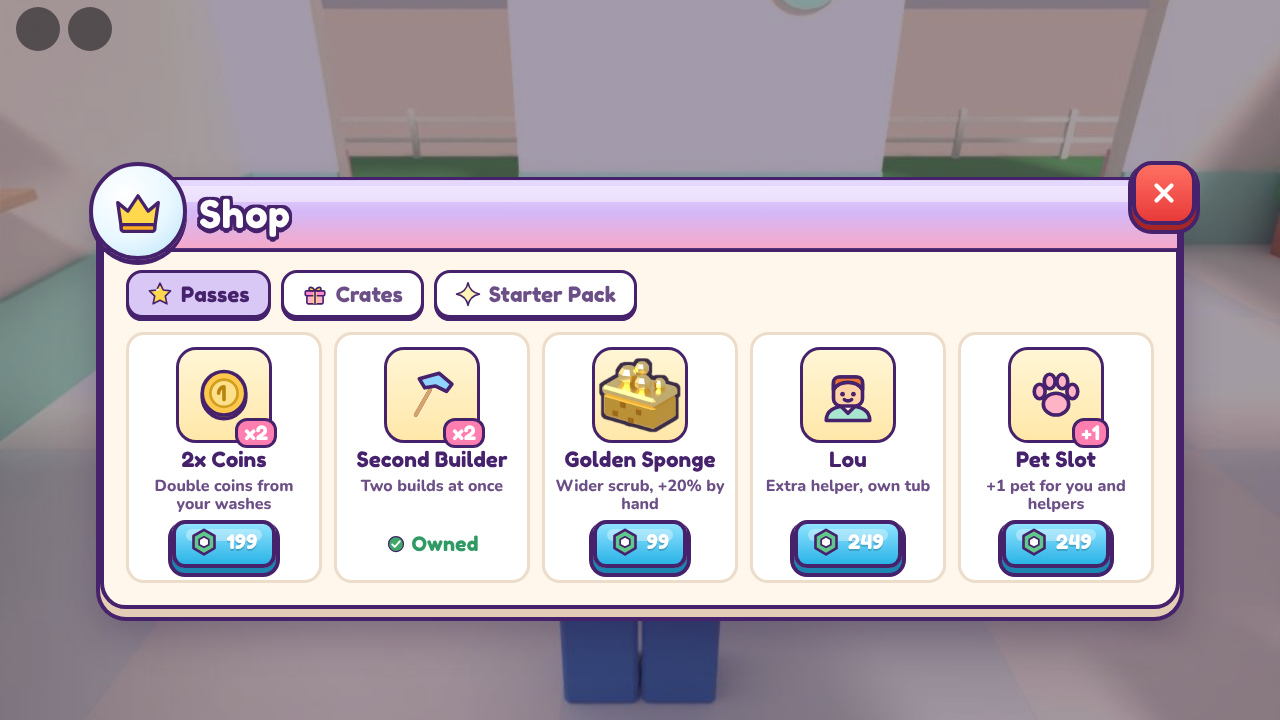 Shop
Passes
Crates
Starter Pack
1
x2
2x Coins
Double coins from
your washes
199
x2
Second Builder
Two builds at once
Owned
Golden Sponge
Wider scrub, +20% by
hand
99
Lou
Extra helper, own tub
249
+1
Pet Slot
+1 pet for you and
helpers
249